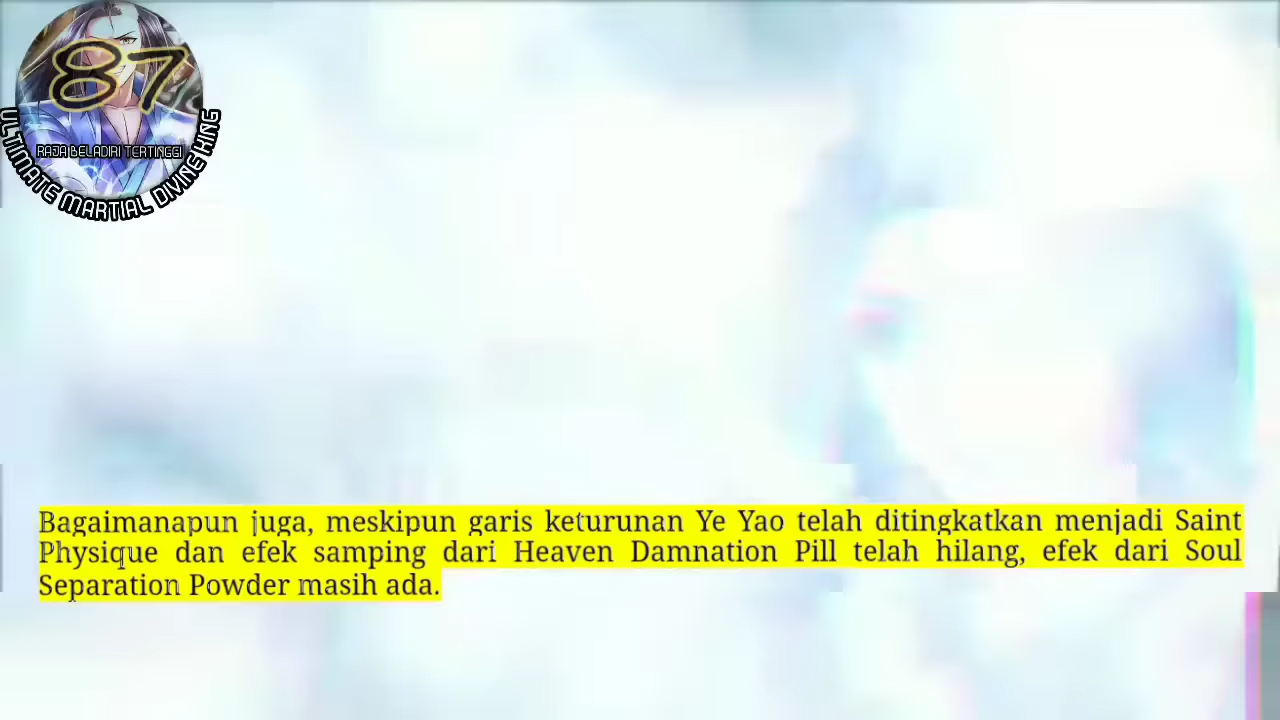 87
RAJA BELADIRI TERTINGGI
ULTIMATE MARTIAL DIVINE KING
Bagaimanapun juga, meskipun garis keturunan Ye Yao telah ditingkatkan menjadi Saint
Physique dan efek samping dari Heaven Damnation Pill telah hilang, efek dari Soul
Separation Powder masih ada.